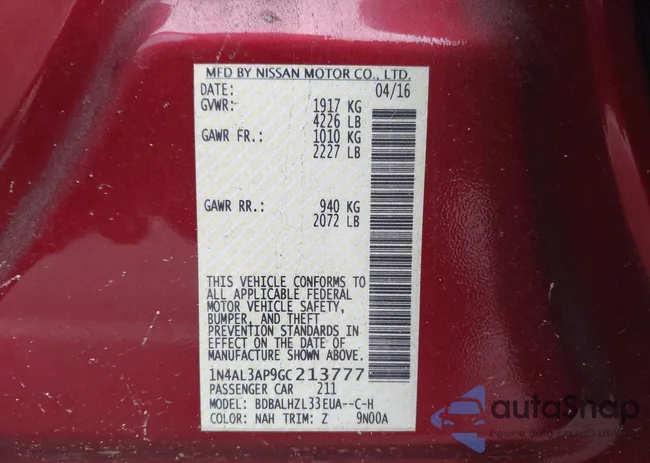 MFD BY NISSAN MOTOR CO., LTD.
DATE: 04/16
GVWR: 1917 KG
4226 LB
GAWR FR.: 1010 KG
2227 LB
GAWR RR.: 940 KG
2072 LB
THIS VEHICLE CONFORMS TO
ALL APPLICABLE FEDERAL
MOTOR VEHICLE SAFETY,
BUMPER, AND THEFT
PREVENTION STANDARDS IN
EFFECT ON THE DATE OF
MANUFACTURE SHOWN ABOVE.
1N4AL3AP9GC213777
PASSENGER CAR 211
MODEL: BDBALHZL33EUA--C-H
COLOR: NAH TRIM: Z 9N00A
autoSnap